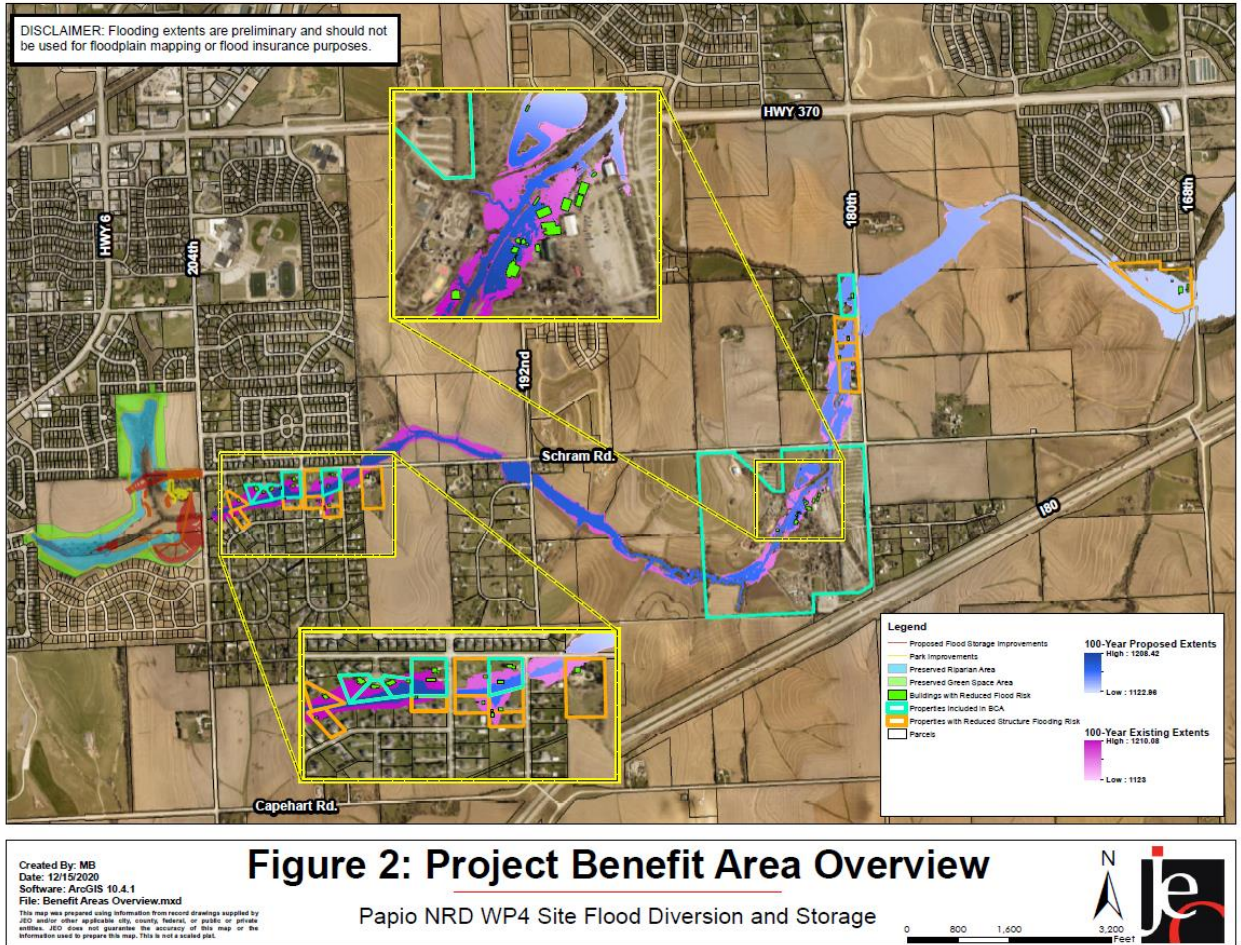 DISCLAIMER: Flooding extents are preliminary and should not
be used for floodplain mapping or flood insurance purposes.
HWY 370
HWY 6
204th
192nd
180th
168th
Schram Rd.
I80
Capehart Rd.
Legend
Proposed Flood Storage Improvements
Park Improvements
Preserved Riparian Area
Preserved Green Space Area
Buildings with Reduced Flood Risk
Properties Included in BCA
Properties with Reduced Structure Flooding Risk
Parcels
100-Year Proposed Extents
High : 1208.42
Low : 1122.96
100-Year Existing Extents
High : 1210.08
Low : 1123
Created By: MB
Date: 12/15/2020
Software: ArcGIS 10.4.1
File: Benefit Areas Overview.mxd
This map was prepared using information from record drawings supplied by
JEO and/or other applicable city, county, federal, or public or private
entities. JEO does not guarantee the accuracy of this map or the
information used to prepare this map. This is not a scaled plat.
Figure 2: Project Benefit Area Overview
Papio NRD WP4 Site Flood Diversion and Storage
N
0 800 1,600 3,200
Feet
jeo